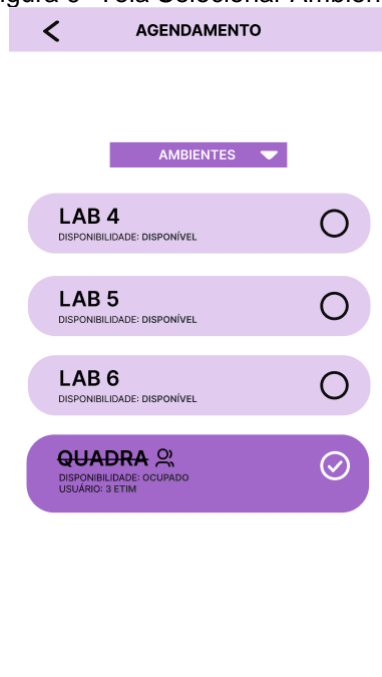 AGENDAMENTO
AMBIENTES
LAB 4
DISPONIBILIDADE: DISPONÍVEL
LAB 5
DISPONIBILIDADE: DISPONÍVEL
LAB 6
DISPONIBILIDADE: DISPONÍVEL
QUADRA
DISPONIBILIDADE: OCUPADO
USUÁRIO: 3 ETIM